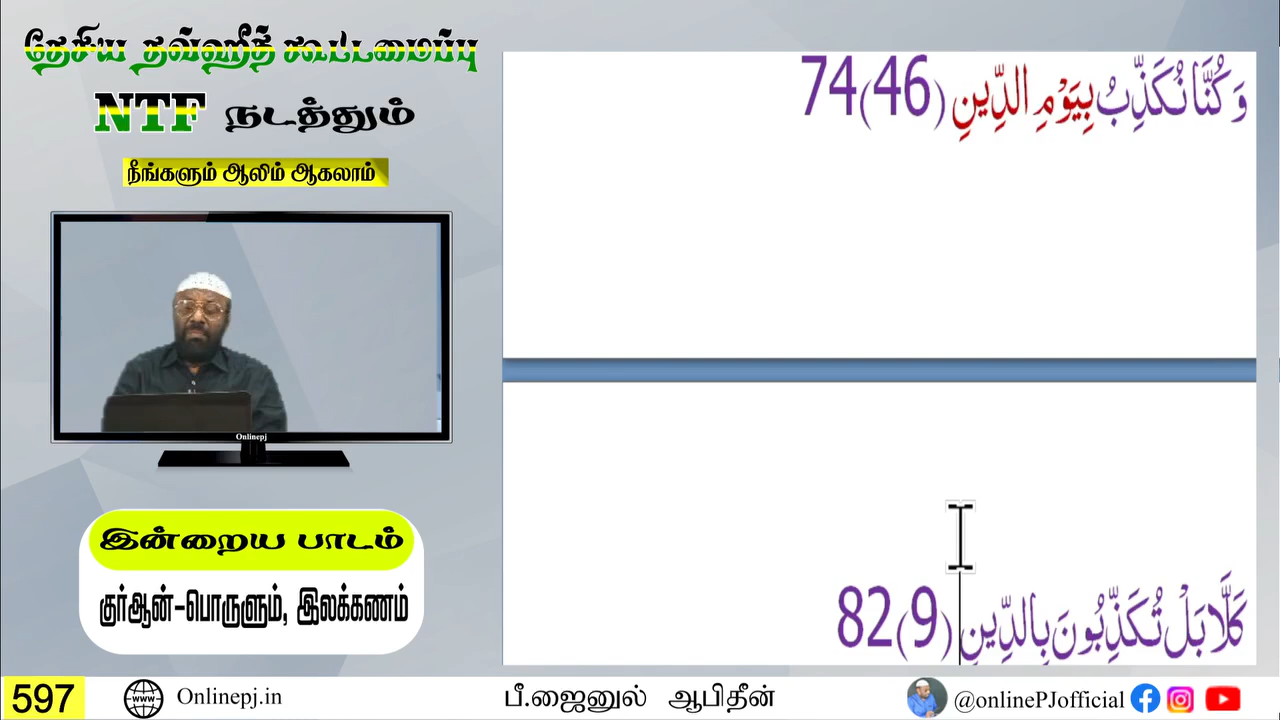 தேசிய தவ்ஹீத் கூட்டமைப்பு
NTF நடத்தும்
நீங்களும் ஆலிம் ஆகலாம்
Onlinepj
இன்றைய பாடம்
குர்ஆன்-பொருளும், இலக்கணம்
وَكُنَّا نُكَذِّبُ بِيَوْمِ الدِّينِ (46)74
كَلَّا بَلْ تُكَذِّبُونَ بِالدِّينِ (9)82
597 www Onlinepj.in பீ.ஜைனுல் ஆபிதீன் @onlinePJofficial